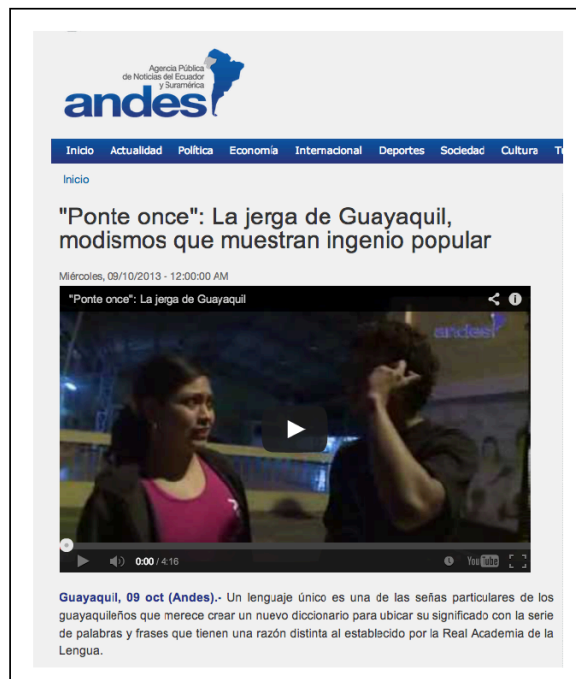 Agencia Pública
de Noticias del Ecuador
y Suramérica
andes
Inicio Actualidad Política Economía Internacional Deportes Sociedad Cultura
Inicio
"Ponte once": La jerga de Guayaquil,
modismos que muestran ingenio popular
Miércoles, 09/10/2013 - 12:00:00 AM
"Ponte once": La jerga de Guayaquil
andes
0:00 / 4:16
YouTube
Guayaquil, 09 oct (Andes).- Un lenguaje único es una de las señas particulares de los
guayaquileños que merece crear un nuevo diccionario para ubicar su significado con la serie
de palabras y frases que tienen una razón distinta al establecido por la Real Academia de la
Lengua.